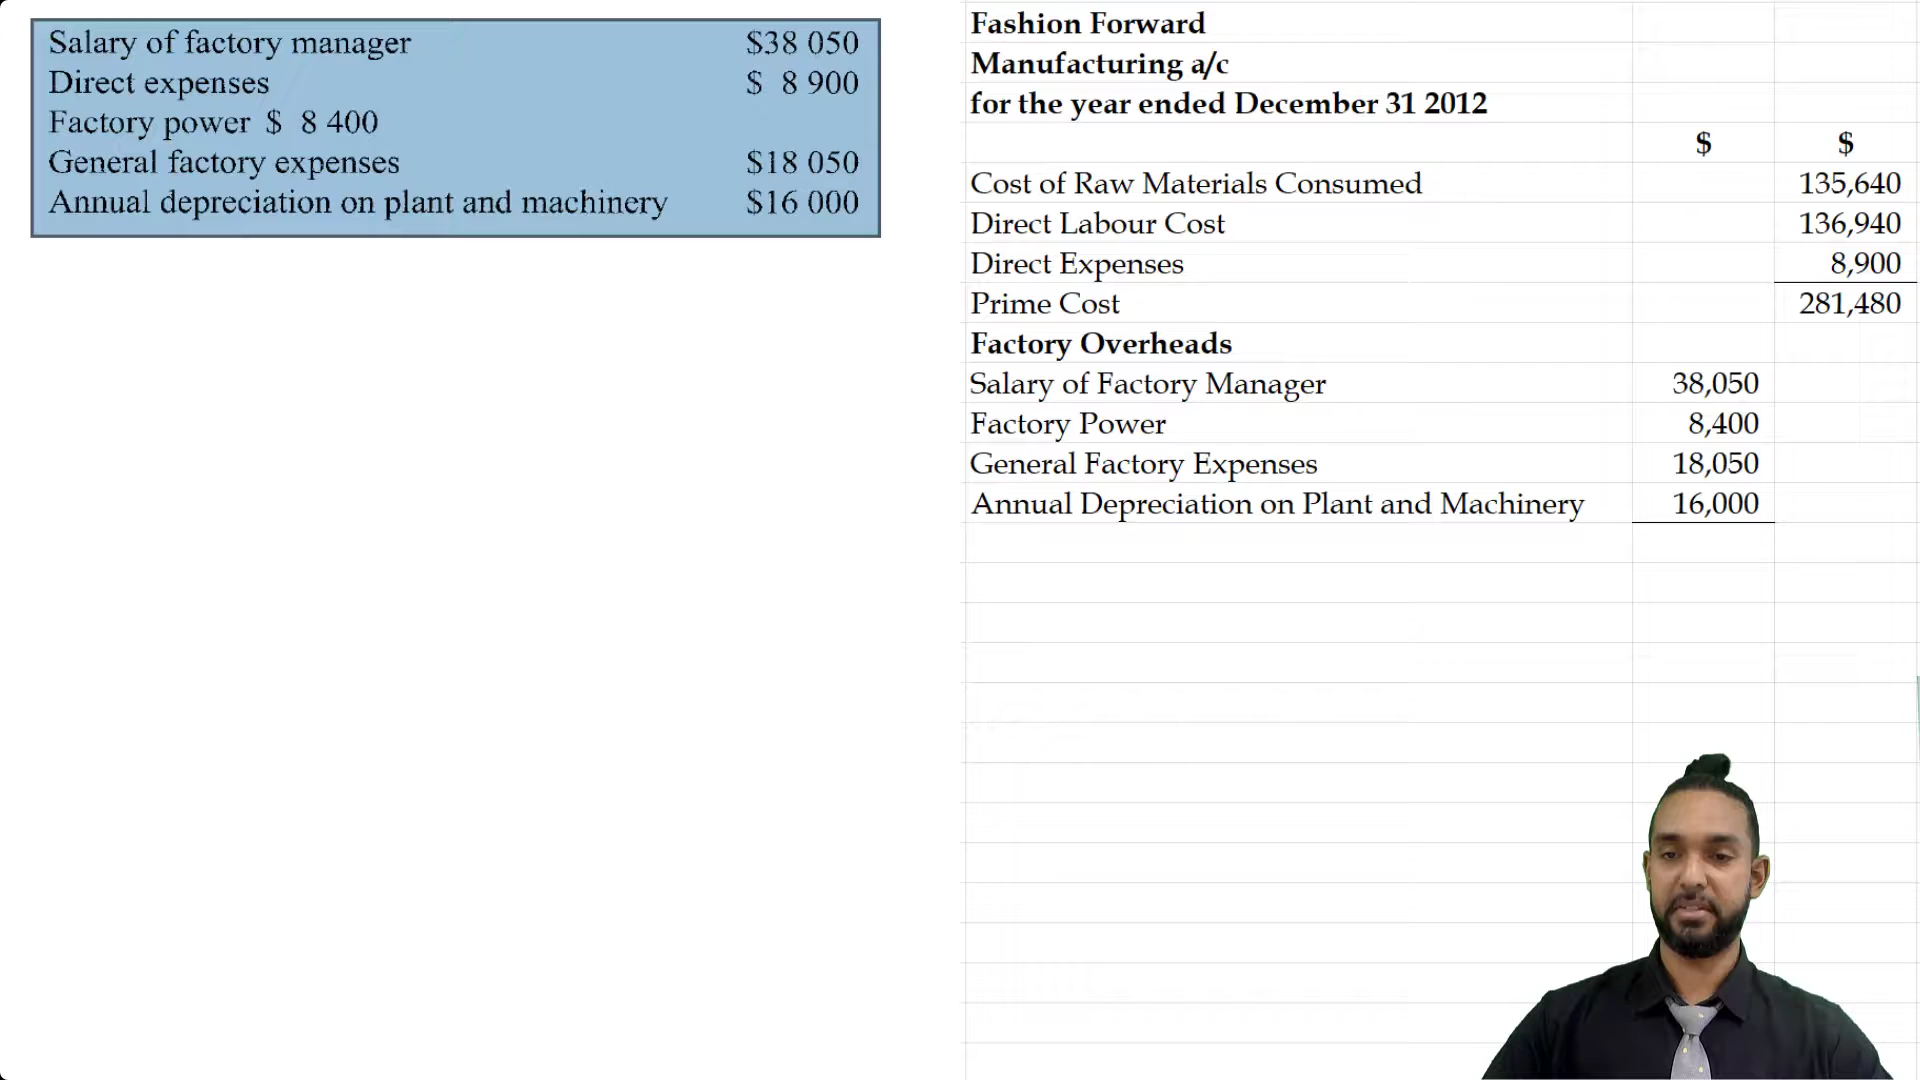 Salary of factory manager $38 050
Direct expenses $ 8 900
Factory power $ 8 400
General factory expenses $18 050
Annual depreciation on plant and machinery $16 000
Fashion Forward
Manufacturing a/c
for the year ended December 31 2012
$ $
Cost of Raw Materials Consumed 135,640
Direct Labour Cost 136,940
Direct Expenses 8,900
Prime Cost 281,480
Factory Overheads
Salary of Factory Manager 38,050
Factory Power 8,400
General Factory Expenses 18,050
Annual Depreciation on Plant and Machinery 16,000